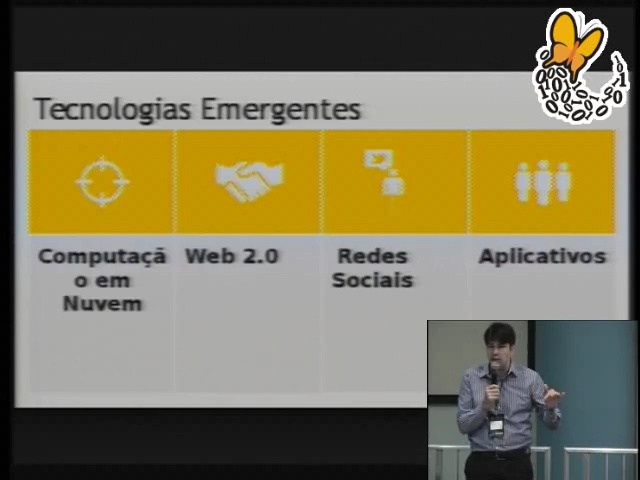 Tecnologias Emergentes
Computaçã
o em
Nuvem
Web 2.0
Redes
Sociais
Aplicativos